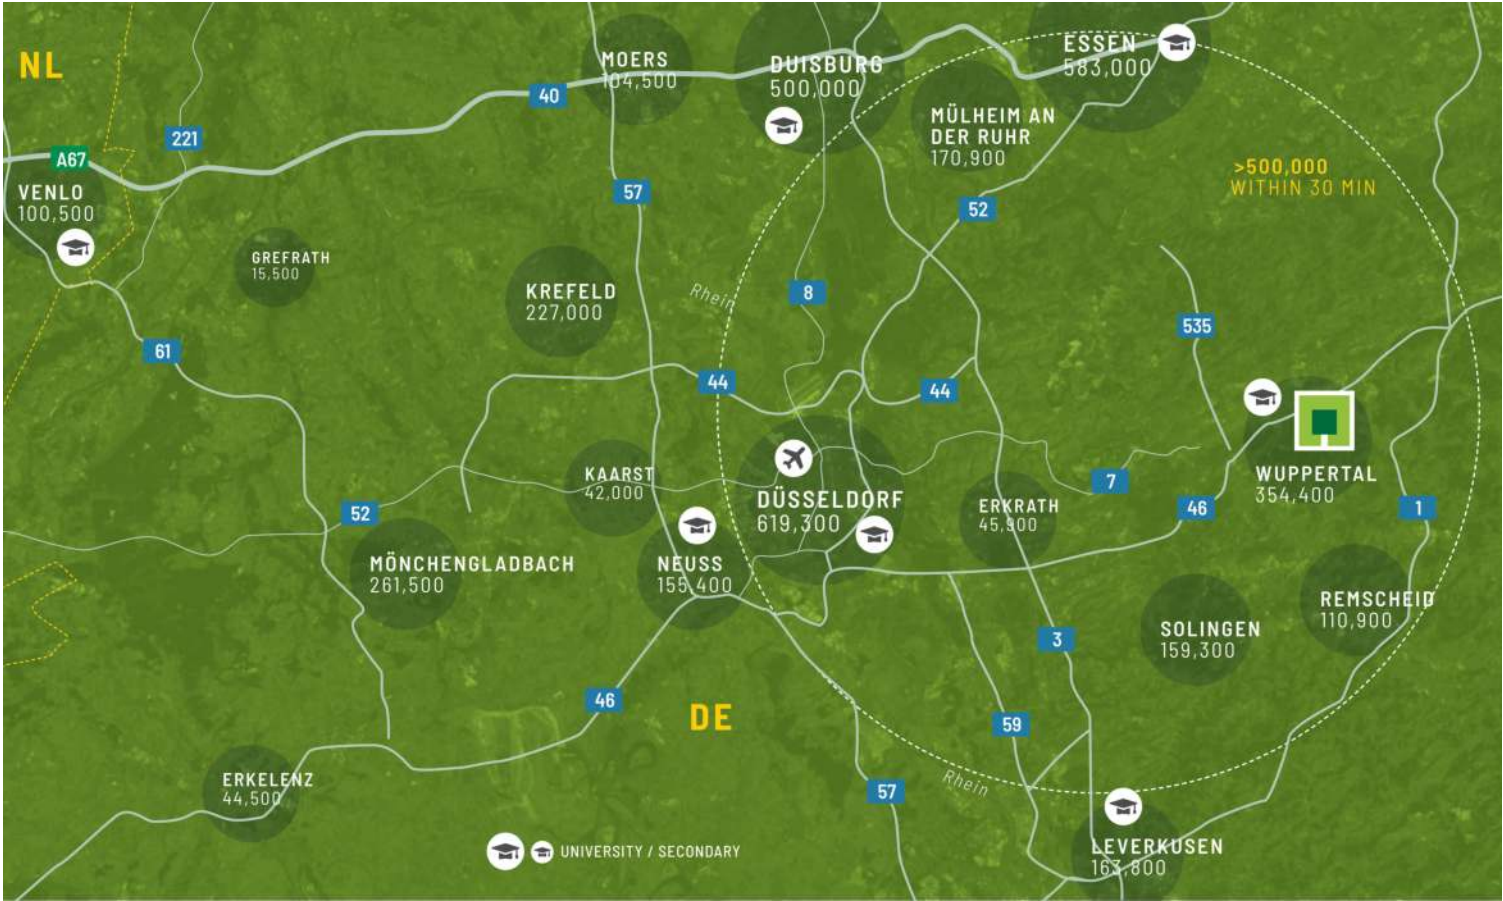 NL
MOERS
104,500
DUISBURG
500,000
ESSEN
583,000
40
221
A67
MÜLHEIM AN
DER RUHR
170,900
>500,000
WITHIN 30 MIN
VENLO
100,500
57
52
GREFRATH
15,500
KREFELD
227,000
Rhein
8
535
61
44
44
KAARST
42,000
DÜSSELDORF
619,300
ERKRATH
45,900
7
46
WUPPERTAL
354,400
1
52
MÖNCHENGLADBACH
261,500
NEUSS
155,400
SOLINGEN
159,300
REMSCHEID
110,900
3
46
DE
59
57
Rhein
ERKELENZ
44,500
UNIVERSITY / SECONDARY
LEVERKUSEN
163,800